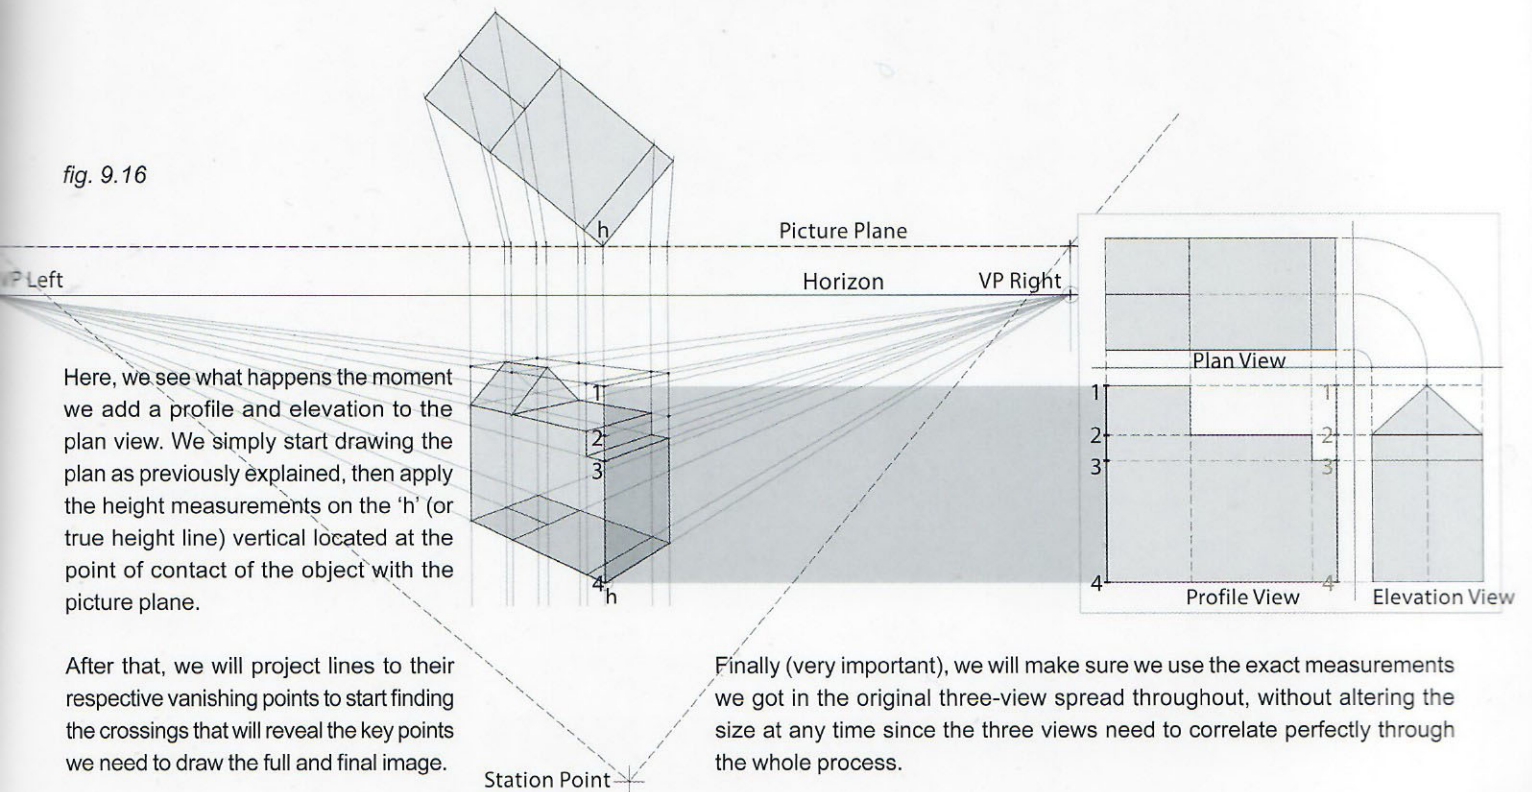 fig. 9.16
h
Picture Plane
VP Left
Horizon
VP Right
Plan View
1
2
3
4
h
1
2
3
4
1
2
3
4
Profile View
Elevation View
Here, we see what happens the moment
we add a profile and elevation to the
plan view. We simply start drawing the
plan as previously explained, then apply
the height measurements on the ‘h’ (or
true height line) vertical located at the
point of contact of the object with the
picture plane.
After that, we will project lines to their
respective vanishing points to start finding
the crossings that will reveal the key points
we need to draw the full and final image.
Station Point
Finally (very important), we will make sure we use the exact measurements
we got in the original three-view spread throughout, without altering the
size at any time since the three views need to correlate perfectly through
the whole process.